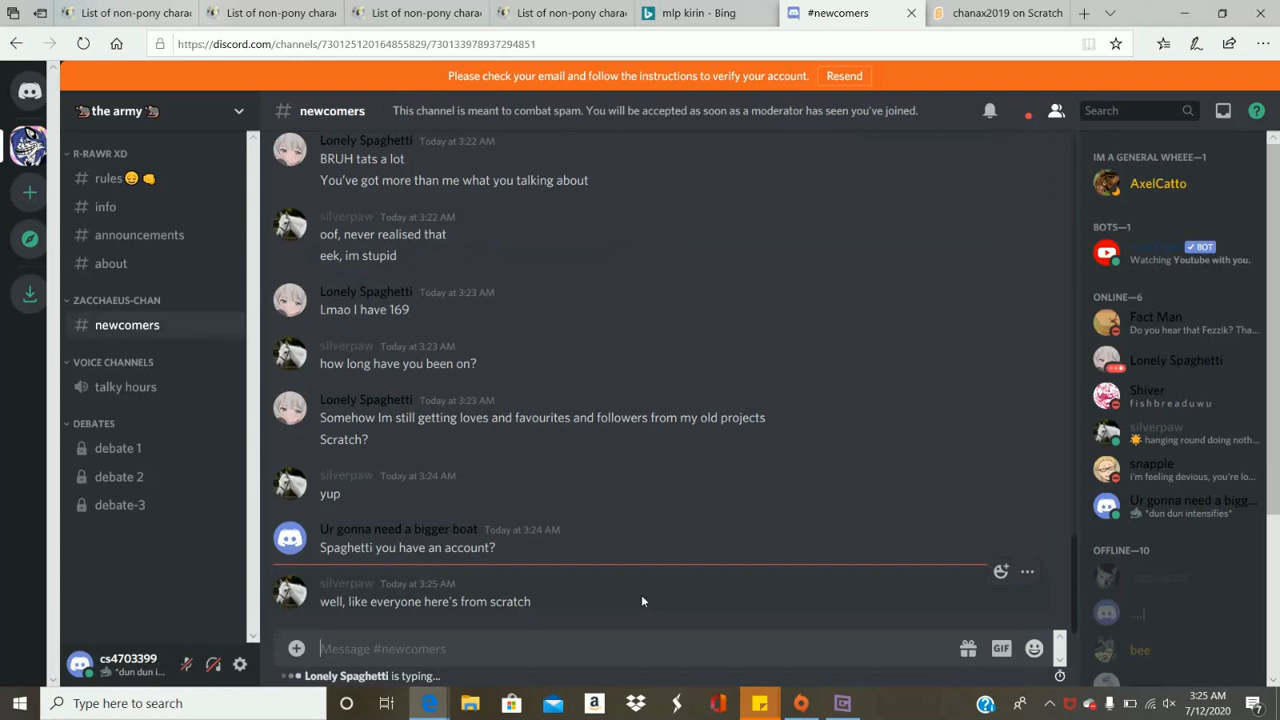 List of non-pony chara
List of non-pony chara
List of non-pony chara
List of non-pony chara
mlp kirin - Bing
#newcomers
chanax2019 on Scratch
https://discord.com/channels/730125120164855829/730133978937294851
Please check your email and follow the instructions to verify your account.
Resend
the army
# newcomers
This channel is meant to combat spam. You will be accepted as soon as a moderator has seen you've joined.
Search
R-RAWR XD
# rules
# info
# announcements
# about
ZACCHAEUS-CHAN
# newcomers
VOICE CHANNELS
talky hours
DEBATES
debate 1
debate 2
debate-3
cs4703399
"dun dun i...
Lonely Spaghetti Today at 3:22 AM
BRUH tats a lot
You've got more than me what you talking about
silverpaw Today at 3:22 AM
oof, never realised that
eek, im stupid
Lonely Spaghetti Today at 3:23 AM
Lmao I have 169
silverpaw Today at 3:23 AM
how long have you been on?
Lonely Spaghetti Today at 3:23 AM
Somehow Im still getting loves and favourites and followers from my old projects
Scratch?
silverpaw Today at 3:24 AM
yup
Ur gonna need a bigger boat Today at 3:24 AM
Spaghetti you have an account?
silverpaw Today at 3:25 AM
well, like everyone here's from scratch
Message #newcomers
GIF
Lonely Spaghetti is typing...
IM A GENERAL WHEEE—1
AxelCatto
BOTS—1
BOT
Watching Youtube with you.
ONLINE—6
Fact Man
Do you hear that Fezzik? Tha...
Lonely Spaghetti
Shiver
f i s h b r e a d u w u
silverpaw
hanging round doing noth...
snapple
i'm feeling devious, you're lo...
Ur gonna need a bigg...
"dun dun intensifies"
OFFLINE—10
....|
bee
Type here to search
3:25 AM
7/12/2020
7